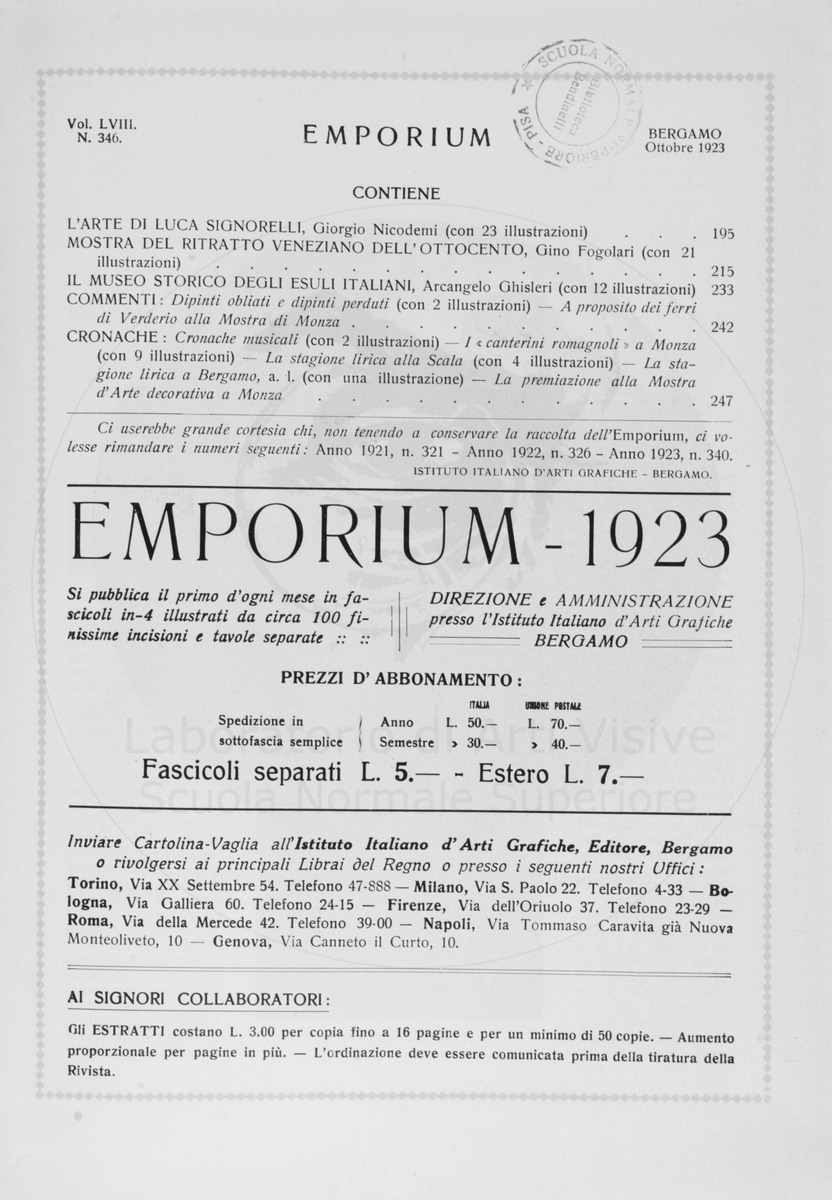 SCUOLA NORMALE SUPERIORE - PISA
Biblioteca
Bendinelli
Vol. LVIII.
N. 346.
EMPORIUM
BERGAMO
Ottobre 1923
CONTIENE
L'ARTE DI LUCA SIGNORELLI, Giorgio Nicodemi (con 23 illustrazioni) . . . 195
MOSTRA DEL RITRATTO VENEZIANO DELL'OTTOCENTO, Gino Fogolari (con 21
illustrazioni) . . . . . . . . . . . . . . 215
IL MUSEO STORICO DEGLI ESULI ITALIANI, Arcangelo Ghisleri (con 12 illustrazioni) 233
COMMENTI: Dipinti obliati e dipinti perduti (con 2 illustrazioni) — A proposito dei ferri
di Verderio alla Mostra di Monza . . . . . . . . . . . 242
CRONACHE: Cronache musicali (con 2 illustrazioni) — I « canterini romagnoli » a Monza
(con 9 illustrazioni) — La stagione lirica alla Scala (con 4 illustrazioni) — La sta-
gione lirica a Bergamo, a. l. (con una illustrazione) — La premiazione alla Mostra
d'Arte decorativa a Monza . . . . . . . . . . . . 247
Ci userebbe grande cortesia chi, non tenendo a conservare la raccolta dell'Emporium, ci vo-
lesse rimandare i numeri seguenti: Anno 1921, n. 321 - Anno 1922, n. 326 - Anno 1923, n. 340.
ISTITUTO ITALIANO D'ARTI GRAFICHE - BERGAMO.
EMPORIUM - 1923
Si pubblica il primo d'ogni mese in fa-
scicoli in-4 illustrati da circa 100 fi-
nissime incisioni e tavole separate :: ::
DIREZIONE e AMMINISTRAZIONE
presso l'Istituto Italiano d'Arti Grafiche
BERGAMO
PREZZI D'ABBONAMENTO:
ITALIA UNIONE POSTALE
Spedizione in Anno L. 50.— L. 70.—
sottofascia semplice Semestre » 30.— » 40.—
Laboratorio di Arti Visive
Fascicoli separati L. 5.— - Estero L. 7.—
Scuola Normale Superiore
Inviare Cartolina-Vaglia all'Istituto Italiano d'Arti Grafiche, Editore, Bergamo
o rivolgersi ai principali Librai del Regno o presso i seguenti nostri Uffici:
Torino, Via XX Settembre 54. Telefono 47-888 — Milano, Via S. Paolo 22. Telefono 4-33 — Bo-
logna, Via Galliera 60. Telefono 24-15 — Firenze, Via dell'Oriuolo 37. Telefono 23-29 —
Roma, Via della Mercede 42. Telefono 39-00 — Napoli, Via Tommaso Caravita già Nuova
Monteoliveto, 10 — Genova, Via Canneto il Curto, 10.
AI SIGNORI COLLABORATORI:
Gli ESTRATTI costano L. 3.00 per copia fino a 16 pagine e per un minimo di 50 copie. — Aumento
proporzionale per pagine in più. — L'ordinazione deve essere comunicata prima della tiratura della
Rivista.